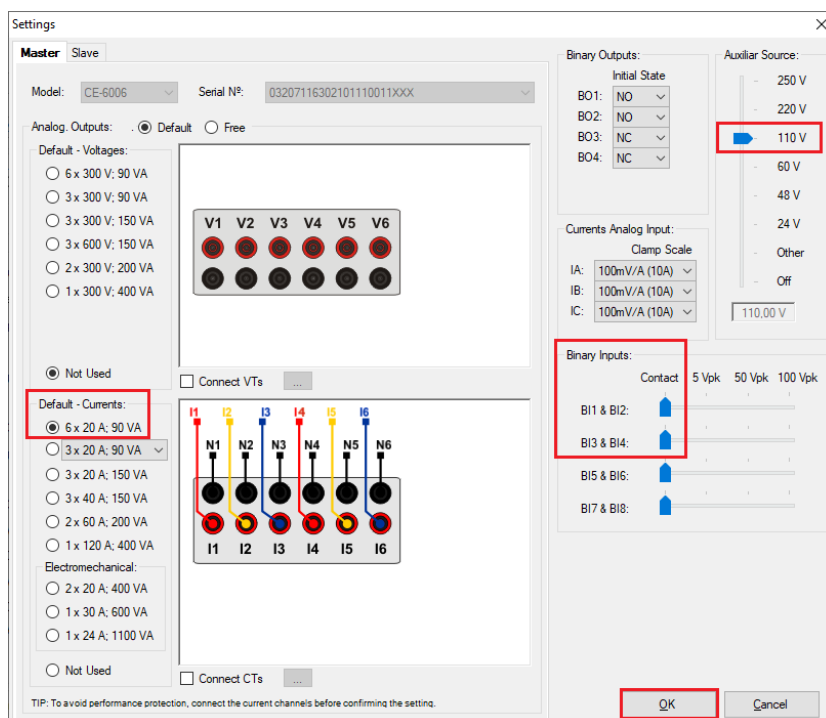 Settings
Master Slave
Model: CE-6006 Serial Nº: 03207116302101110011XXX
Analog. Outputs: . Default Free
Default - Voltages:
6 x 300 V; 90 VA
3 x 300 V; 90 VA
3 x 300 V; 150 VA
3 x 600 V; 150 VA
2 x 300 V; 200 VA
1 x 300 V; 400 VA
Not Used
V1 V2 V3 V4 V5 V6
Connect VTs ...
Default - Currents:
6 x 20 A; 90 VA
3 x 20 A; 90 VA
3 x 20 A; 150 VA
3 x 40 A; 150 VA
2 x 60 A; 200 VA
1 x 120 A; 400 VA
Electromechanical:
2 x 20 A; 400 VA
1 x 30 A; 600 VA
1 x 24 A; 1100 VA
Not Used
I1 I2 I3 I4 I5 I6
N1 N2 N3 N4 N5 N6
I1 I2 I3 I4 I5 I6
Connect CTs ...
TIP: To avoid performance protection, connect the current channels before confirming the setting.
Binary Outputs:
Initial State
BO1: NO
BO2: NO
BO3: NC
BO4: NC
Auxiliar Source:
250 V
220 V
110 V
60 V
48 V
24 V
Other
Off
110,00 V
Currents Analog Input:
Clamp Scale
IA: 100mV/A (10A)
IB: 100mV/A (10A)
IC: 100mV/A (10A)
Binary Inputs:
Contact 5 Vpk 50 Vpk 100 Vpk
BI1 & BI2:
BI3 & BI4:
BI5 & BI6:
BI7 & BI8:
OK Cancel